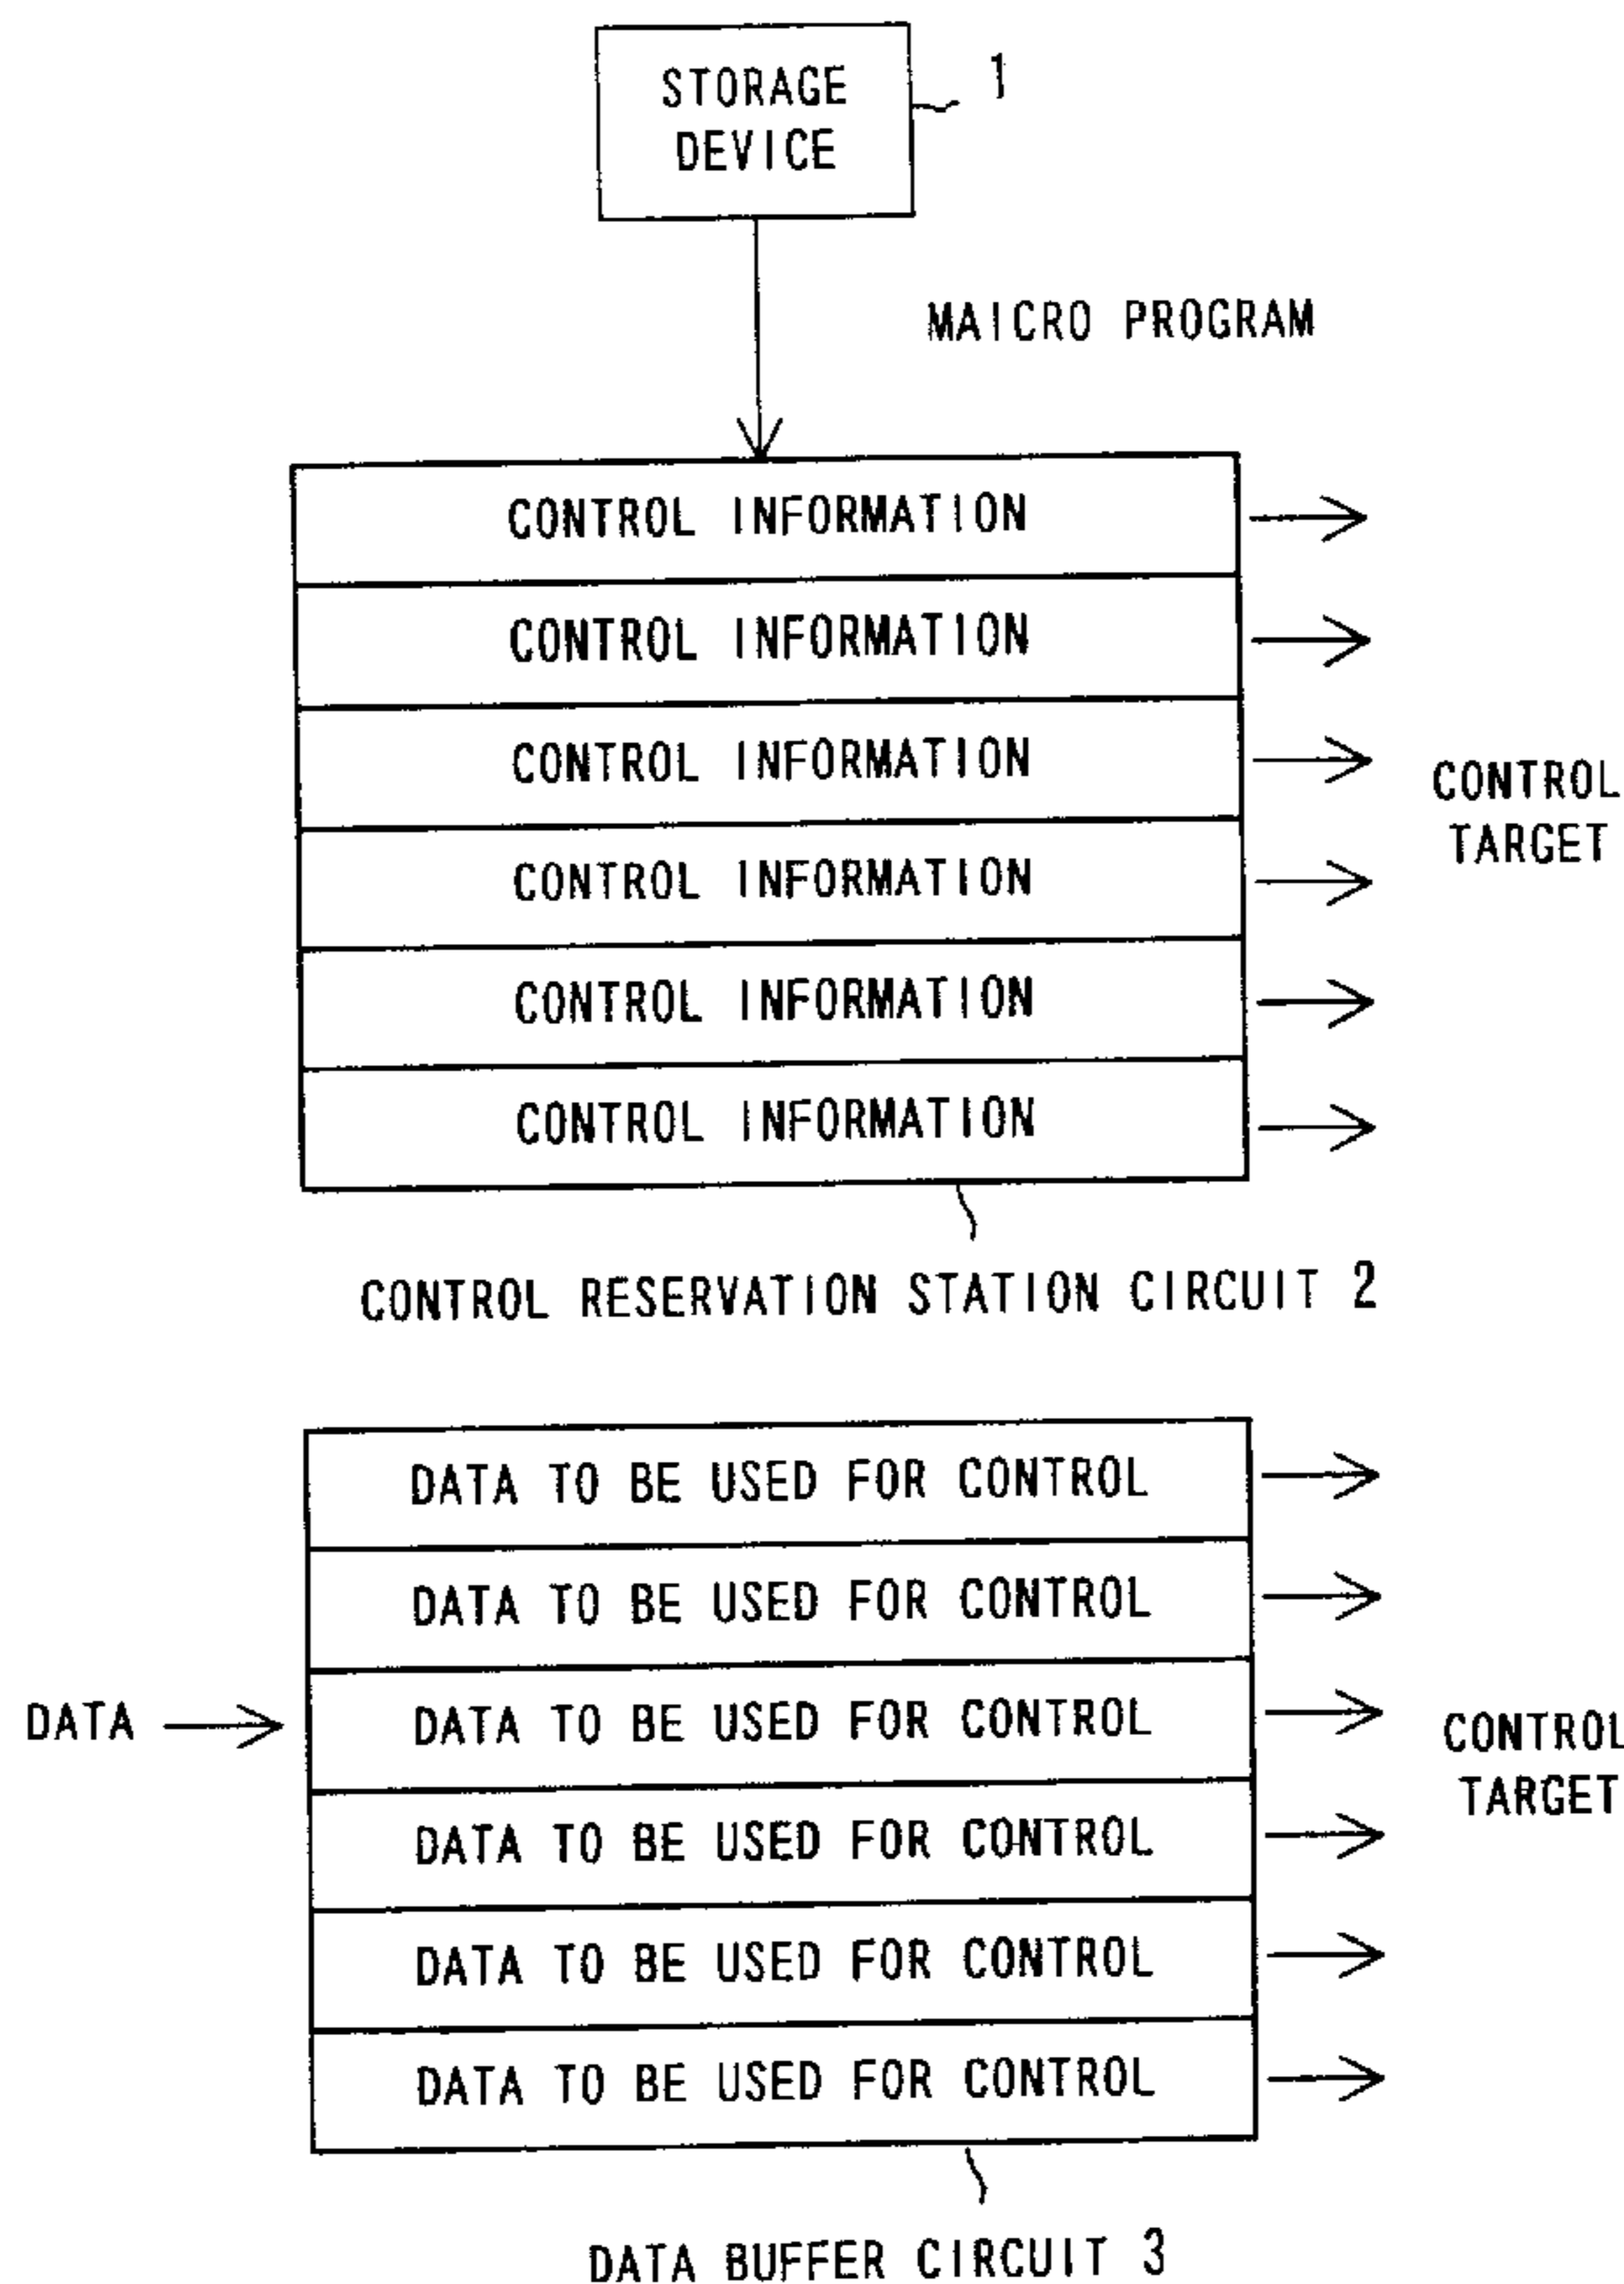 STORAGE
DEVICE
1
MAICRO PROGRAM
CONTROL INFORMATION
CONTROL INFORMATION
CONTROL INFORMATION
CONTROL INFORMATION
CONTROL INFORMATION
CONTROL INFORMATION
CONTROL
TARGET
CONTROL RESERVATION STATION CIRCUIT 2
DATA TO BE USED FOR CONTROL
DATA TO BE USED FOR CONTROL
DATA TO BE USED FOR CONTROL
DATA TO BE USED FOR CONTROL
DATA TO BE USED FOR CONTROL
DATA TO BE USED FOR CONTROL
DATA
CONTROL
TARGET
DATA BUFFER CIRCUIT 3